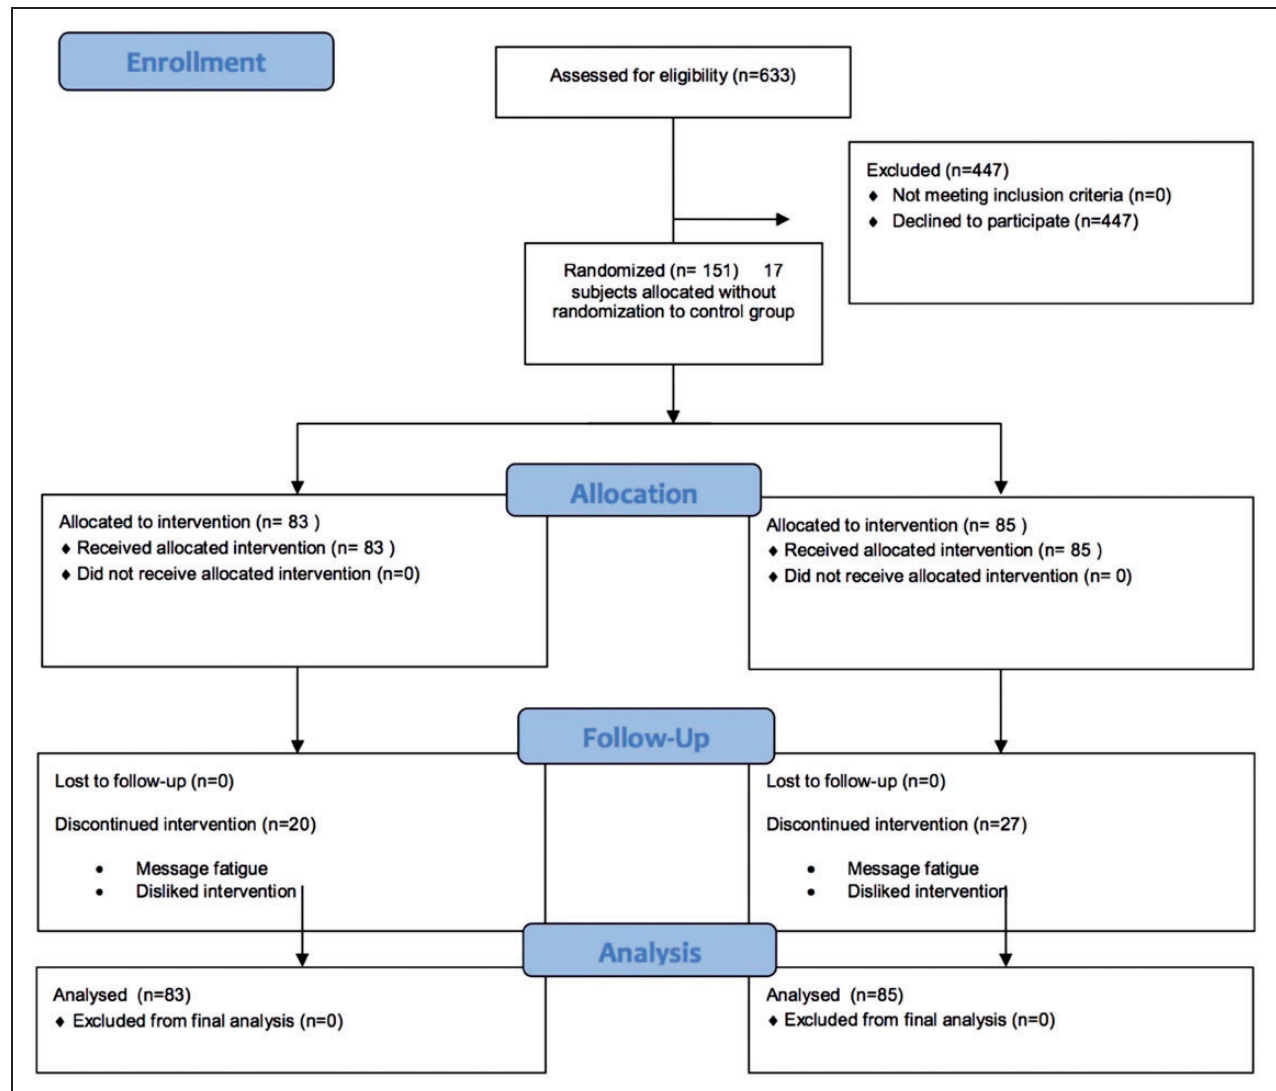 Enrollment
Assessed for eligibility (n=633)
Excluded (n=447)
♦ Not meeting inclusion criteria (n=0)
♦ Declined to participate (n=447)
Randomized (n= 151) 17
subjects allocated without
randomization to control group
Allocation
Allocated to intervention (n= 83 )
♦ Received allocated intervention (n= 83 )
♦ Did not receive allocated intervention (n=0)
Allocated to intervention (n= 85 )
♦ Received allocated intervention (n= 85 )
♦ Did not receive allocated intervention (n= 0)
Follow-Up
Lost to follow-up (n=0)
Discontinued intervention (n=20)
• Message fatigue
• Disliked intervention
Lost to follow-up (n=0)
Discontinued intervention (n=27)
• Message fatigue
• Disliked intervention
Analysis
Analysed (n=83)
♦ Excluded from final analysis (n=0)
Analysed (n=85)
♦ Excluded from final analysis (n=0)